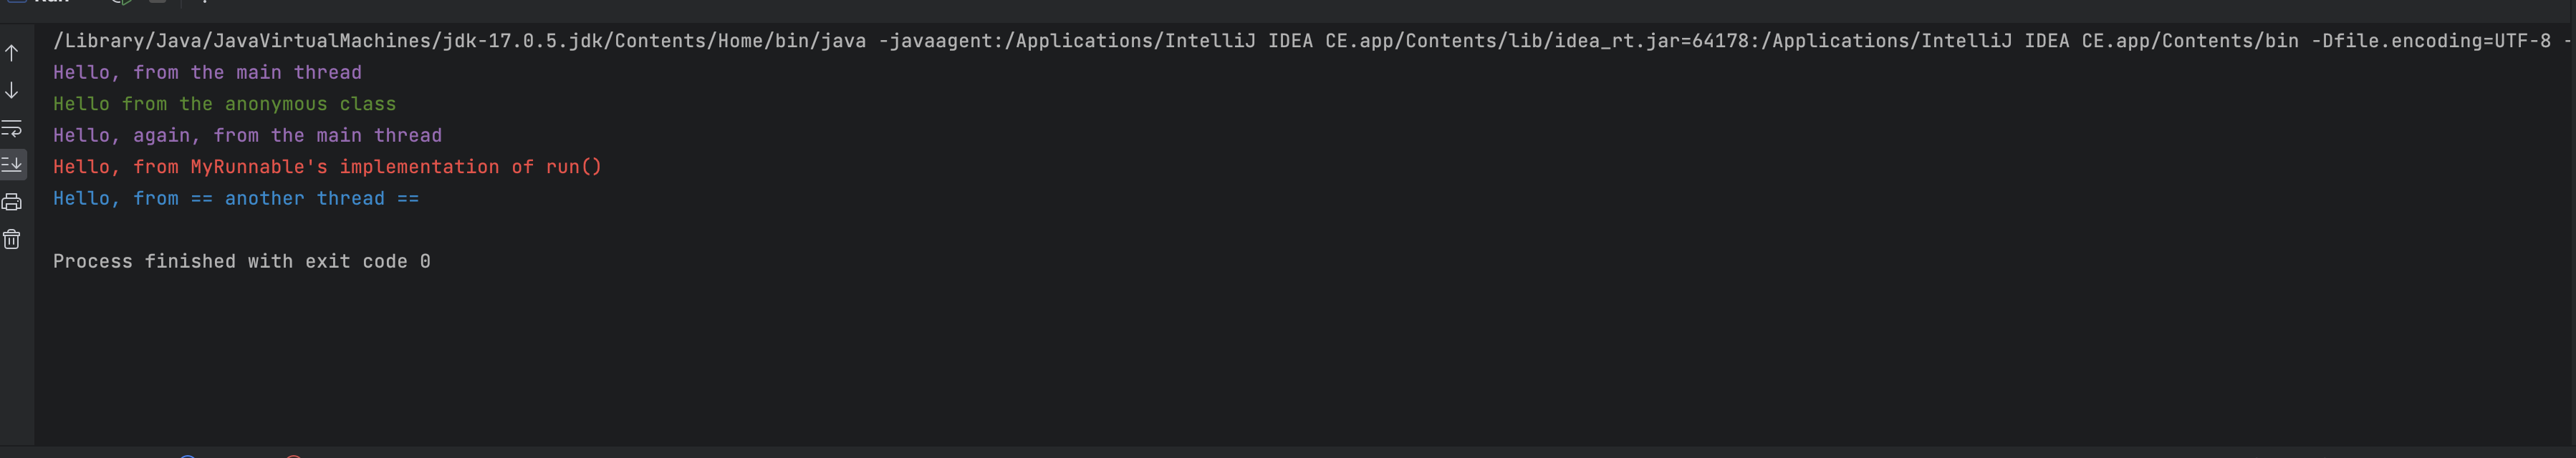 /Library/Java/JavaVirtualMachines/jdk-17.0.5.jdk/Contents/Home/bin/java -javaagent:/Applications/IntelliJ IDEA CE.app/Contents/lib/idea_rt.jar=64178:/Applications/IntelliJ IDEA CE.app/Contents/bin -Dfile.encoding=UTF-8 -
Hello, from the main thread
Hello from the anonymous class
Hello, again, from the main thread
Hello, from MyRunnable's implementation of run()
Hello, from == another thread ==
Process finished with exit code 0